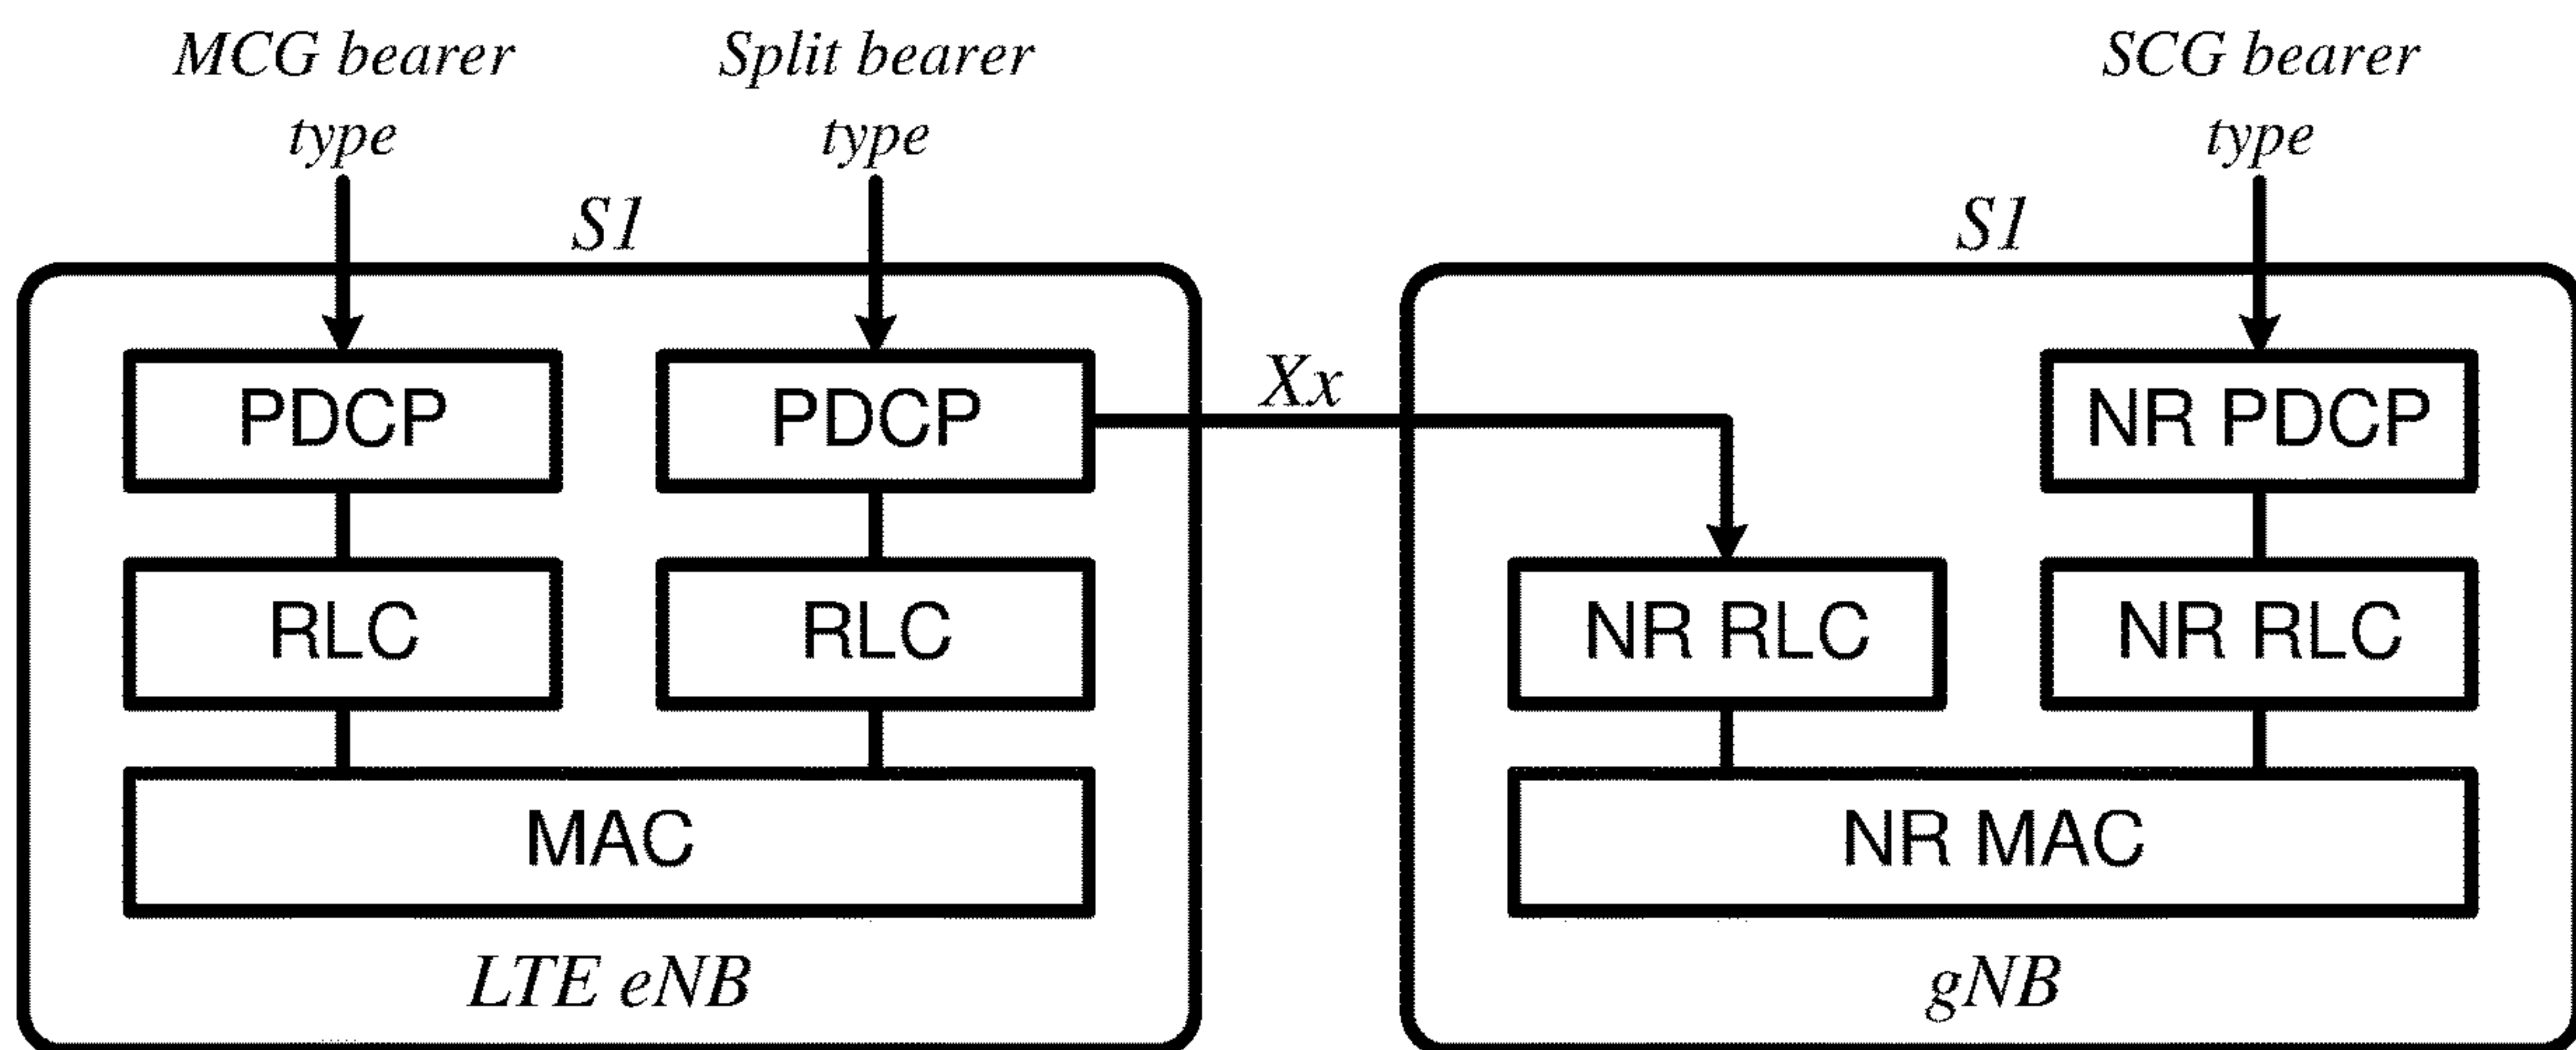 MCG bearer
type
Split bearer
type
SCG bearer
type
S1
S1
PDCP
PDCP
Xx
NR PDCP
RLC
RLC
NR RLC
NR RLC
MAC
NR MAC
LTE eNB
gNB